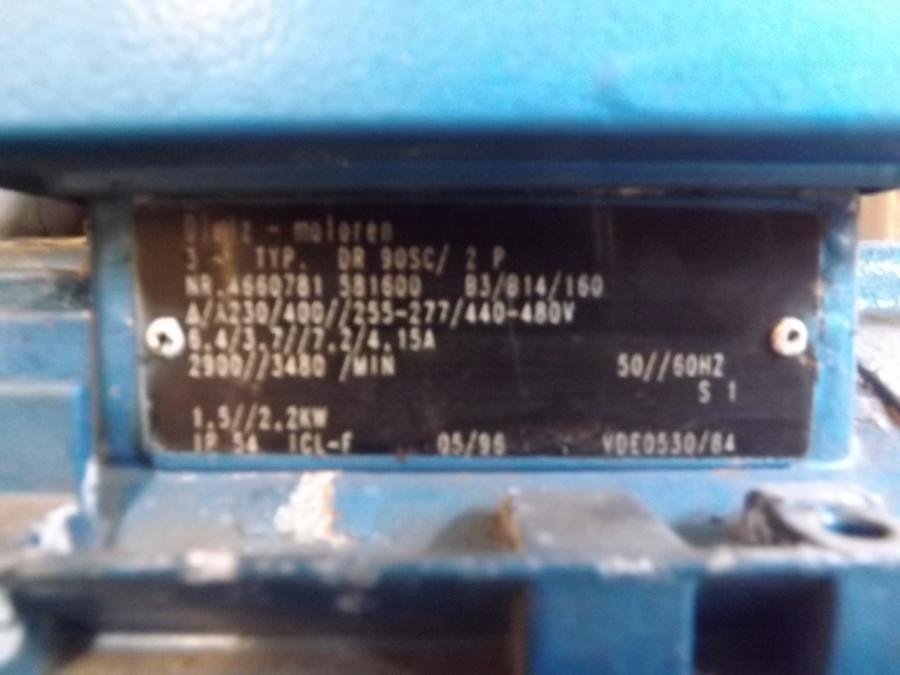 - motoren
3 ~ TYP. DR 90SC/ 2 P
NR.4660781 581600 B3/B14/160
230/400//255-277/440-480V
6.4/3.7//7.2/4.15A
2900//3480 /MIN 50//60HZ
S 1
1.5//2.2KW
IP 54 ICL-F 05/96 VDE0530/84